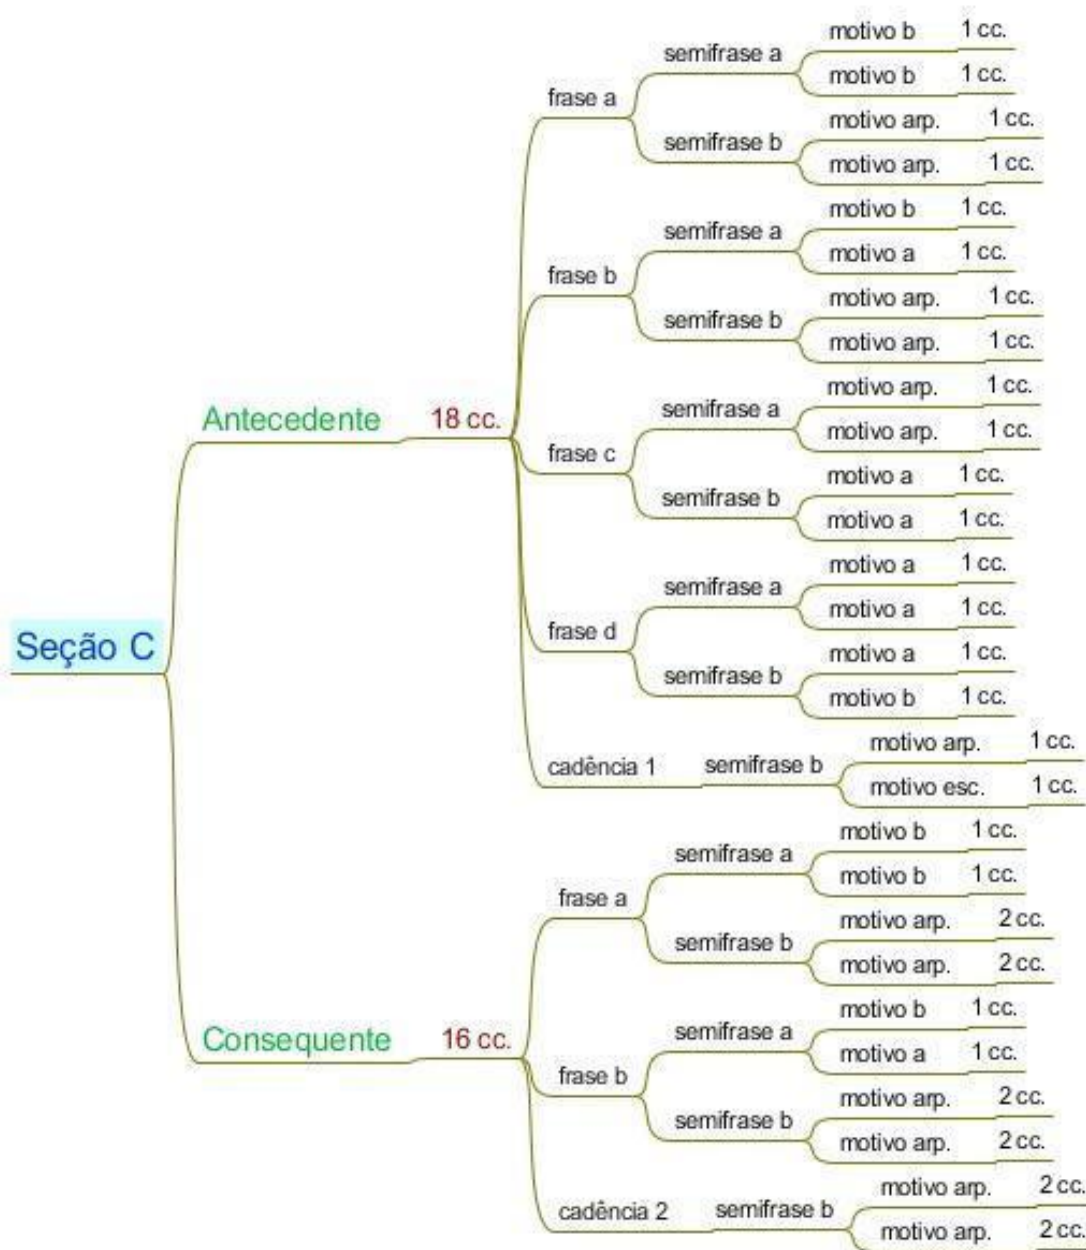 motivo b 1 cc.
semifrase a
motivo b 1 cc.
frase a
motivo arp. 1 cc.
semifrase b
motivo arp. 1 cc.
motivo b 1 cc.
semifrase a
motivo a 1 cc.
frase b
motivo arp. 1 cc.
semifrase b
motivo arp. 1 cc.
motivo arp. 1 cc.
semifrase a
Antecedente 18 cc.
motivo arp. 1 cc.
frase c
motivo a 1 cc.
semifrase b
motivo a 1 cc.
motivo a 1 cc.
semifrase a
motivo a 1 cc.
frase d
Seção C
motivo a 1 cc.
semifrase b
motivo b 1 cc.
motivo arp. 1 cc.
cadência 1 semifrase b
motivo esc. 1 cc.
motivo b 1 cc.
semifrase a
motivo b 1 cc.
frase a
motivo arp. 2 cc.
semifrase b
motivo arp. 2 cc.
motivo b 1 cc.
semifrase a
Consequente 16 cc.
motivo a 1 cc.
frase b
motivo arp. 2 cc.
semifrase b
motivo arp. 2 cc.
motivo arp. 2 cc.
cadência 2 semifrase b
motivo arp. 2 cc.